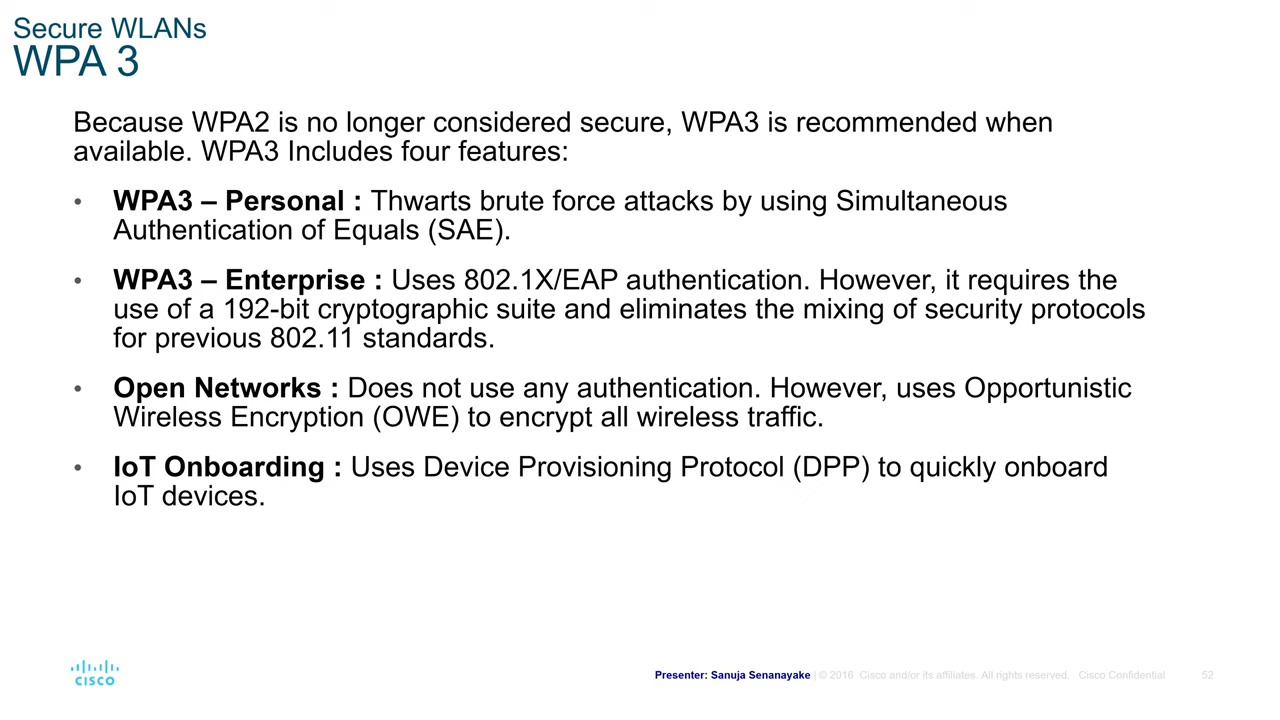 Secure WLANs
WPA 3
Because WPA2 is no longer considered secure, WPA3 is recommended when
available. WPA3 Includes four features:
• WPA3 – Personal : Thwarts brute force attacks by using Simultaneous
Authentication of Equals (SAE).
• WPA3 – Enterprise : Uses 802.1X/EAP authentication. However, it requires the
use of a 192-bit cryptographic suite and eliminates the mixing of security protocols
for previous 802.11 standards.
• Open Networks : Does not use any authentication. However, uses Opportunistic
Wireless Encryption (OWE) to encrypt all wireless traffic.
• IoT Onboarding : Uses Device Provisioning Protocol (DPP) to quickly onboard
IoT devices.
CISCO
Presenter: Sanuja Senanayake | © 2016 Cisco and/or its affiliates. All rights reserved. Cisco Confidential 52